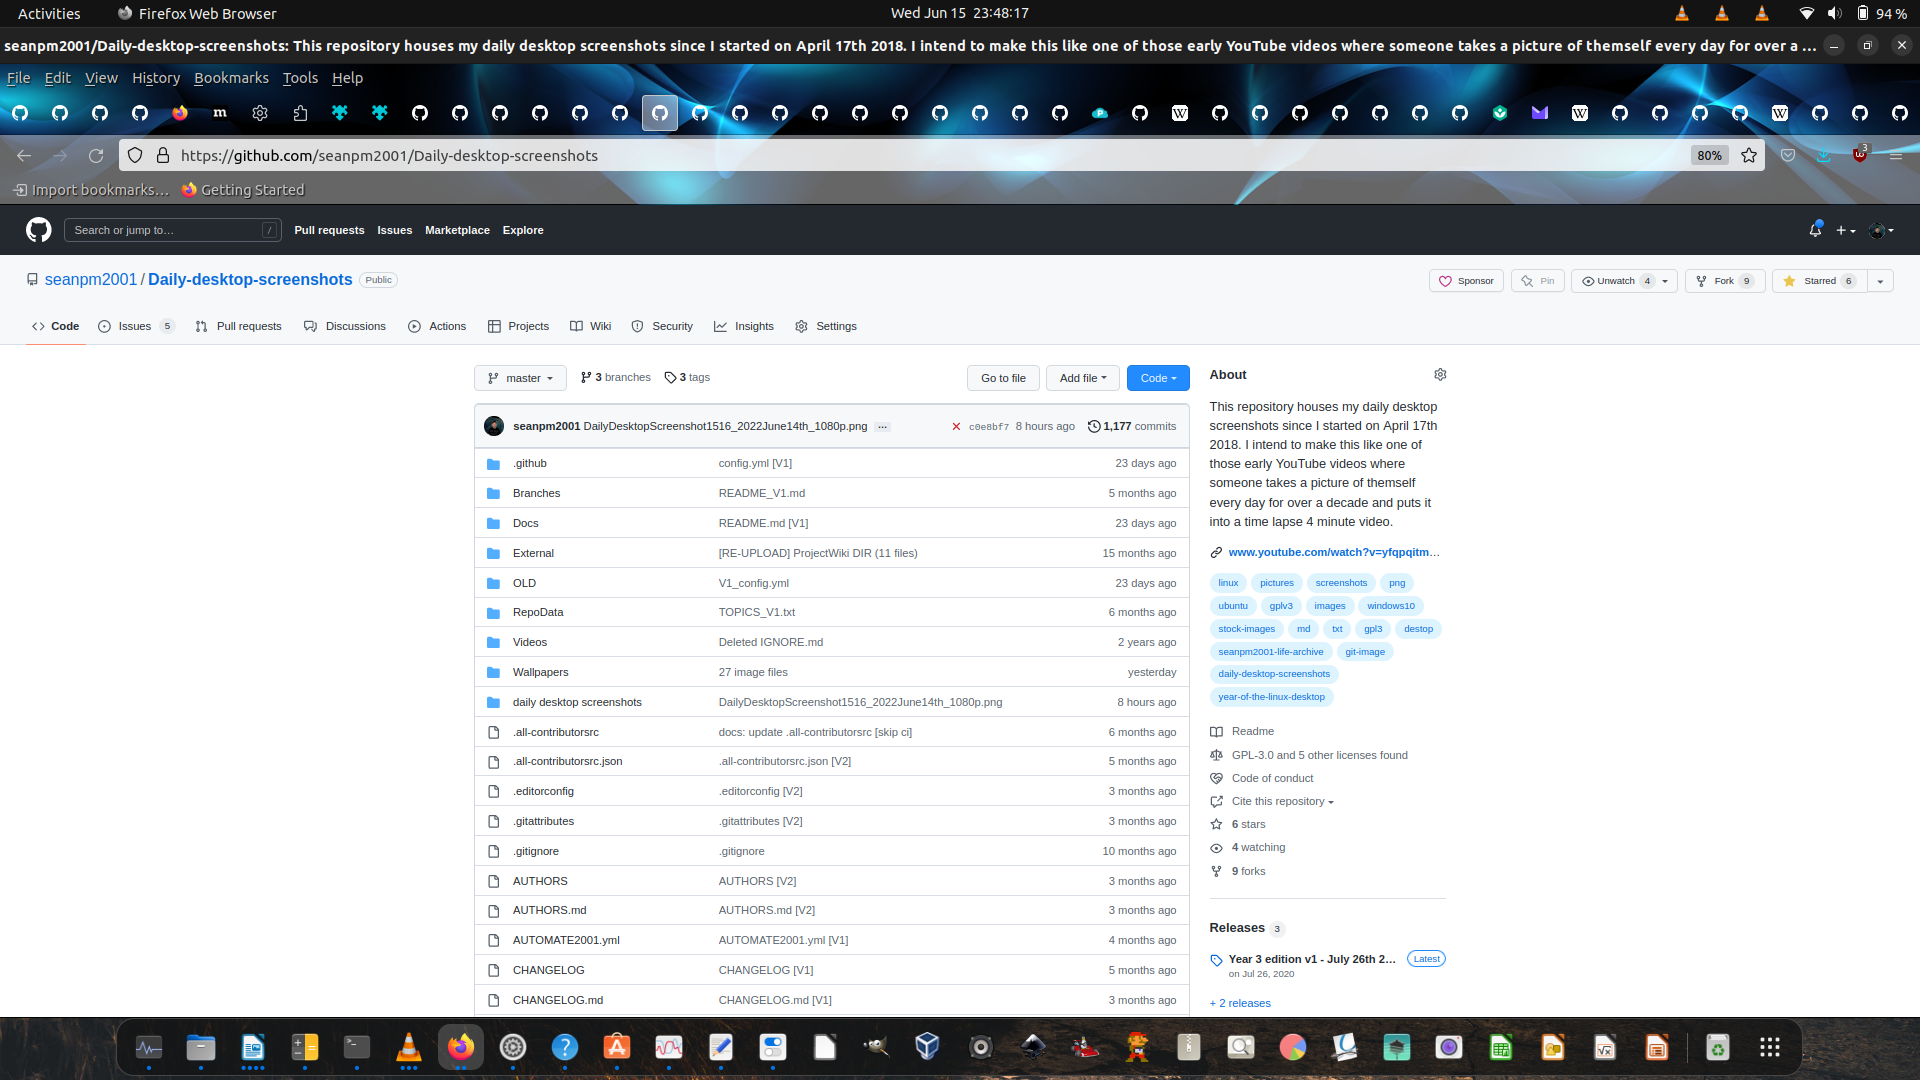 Activities Firefox Web Browser Wed Jun 15 23:48:17 94 %
seanpm2001/Daily-desktop-screenshots: This repository houses my daily desktop screenshots since I started on April 17th 2018. I intend to make this like one of those early YouTube videos where someone takes a picture of themself every day for over a ...
File Edit View History Bookmarks Tools Help
https://github.com/seanpm2001/Daily-desktop-screenshots 80% 3
Import bookmarks... Getting Started
Search or jump to... / Pull requests Issues Marketplace Explore
seanpm2001 / Daily-desktop-screenshots Public Sponsor Pin Unwatch 4 Fork 9 Starred 6
Code Issues 5 Pull requests Discussions Actions Projects Wiki Security Insights Settings
master 3 branches 3 tags Go to file Add file Code
seanpm2001 DailyDesktopScreenshot1516_2022June14th_1080p.png ... c0e8bf7 8 hours ago 1,177 commits
.github config.yml [V1] 23 days ago
Branches README_V1.md 5 months ago
Docs README.md [V1] 23 days ago
External [RE-UPLOAD] ProjectWiki DIR (11 files) 15 months ago
OLD V1_config.yml 23 days ago
RepoData TOPICS_V1.txt 6 months ago
Videos Deleted IGNORE.md 2 years ago
Wallpapers 27 image files yesterday
daily desktop screenshots DailyDesktopScreenshot1516_2022June14th_1080p.png 8 hours ago
.all-contributorsrc docs: update .all-contributorsrc [skip ci] 6 months ago
.all-contributorsrc.json .all-contributorsrc.json [V2] 5 months ago
.editorconfig .editorconfig [V2] 3 months ago
.gitattributes .gitattributes [V2] 3 months ago
.gitignore .gitignore 10 months ago
AUTHORS AUTHORS [V2] 3 months ago
AUTHORS.md AUTHORS.md [V2] 3 months ago
AUTOMATE2001.yml AUTOMATE2001.yml [V1] 4 months ago
CHANGELOG CHANGELOG [V1] 5 months ago
CHANGELOG.md CHANGELOG.md [V1] 3 months ago
About
This repository houses my daily desktop
screenshots since I started on April 17th
2018. I intend to make this like one of
those early YouTube videos where
someone takes a picture of themself
every day for over a decade and puts it
into a time lapse 4 minute video.
www.youtube.com/watch?v=yfqpqitm...
linux pictures screenshots png
ubuntu gplv3 images windows10
stock-images md txt gpl3 destop
seanpm2001-life-archive git-image
daily-desktop-screenshots
year-of-the-linux-desktop
Readme
GPL-3.0 and 5 other licenses found
Code of conduct
Cite this repository
6 stars
4 watching
9 forks
Releases 3
Year 3 edition v1 - July 26th 2... Latest
on Jul 26, 2020
+ 2 releases